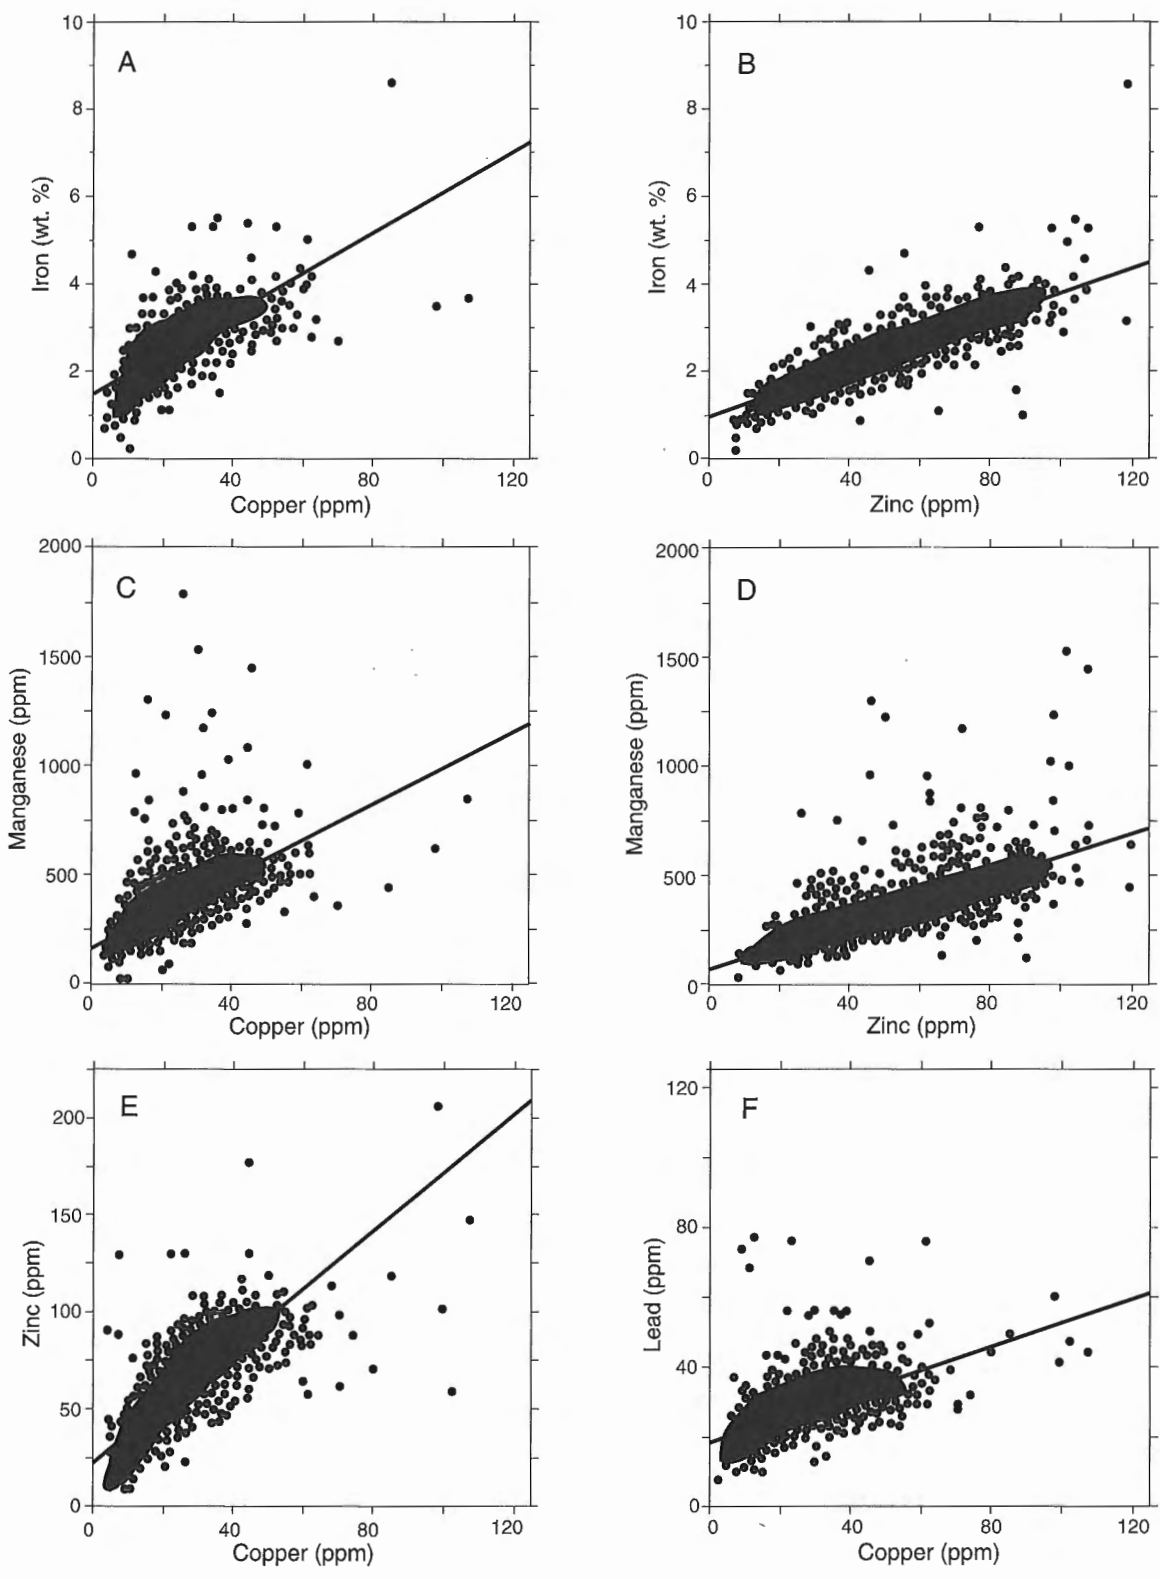 A
10
8
6
4
2
0
Iron (wt. %)
0 40 80 120
Copper (ppm)
B
10
8
6
4
2
0
Iron (wt. %)
0 40 80 120
Zinc (ppm)
C
2000
1500
1000
500
0
Manganese (ppm)
0 40 80 120
Copper (ppm)
D
2000
1500
1000
500
0
Manganese (ppm)
0 40 80 120
Zinc (ppm)
E
200
150
100
50
0
Zinc (ppm)
0 40 80 120
Copper (ppm)
F
120
80
40
0
Lead (ppm)
0 40 80 120
Copper (ppm)